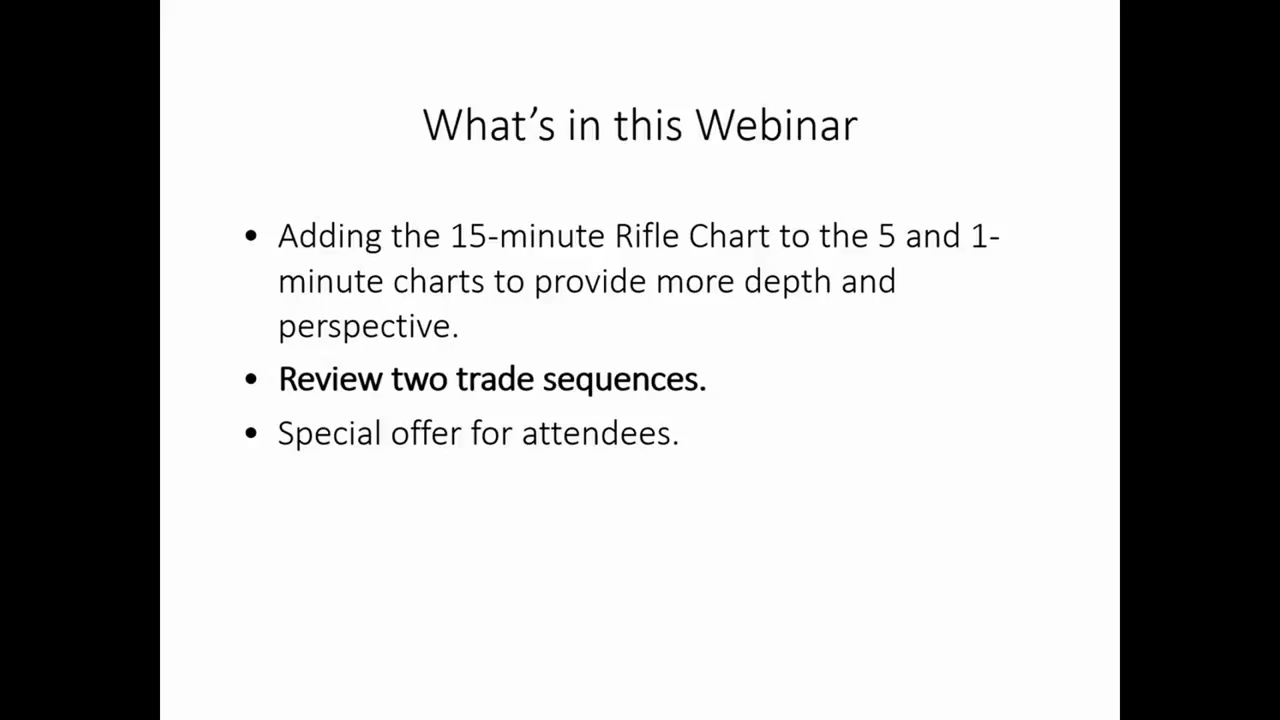 What's in this Webinar
• Adding the 15-minute Rifle Chart to the 5 and 1-
minute charts to provide more depth and
perspective.
• Review two trade sequences.
• Special offer for attendees.